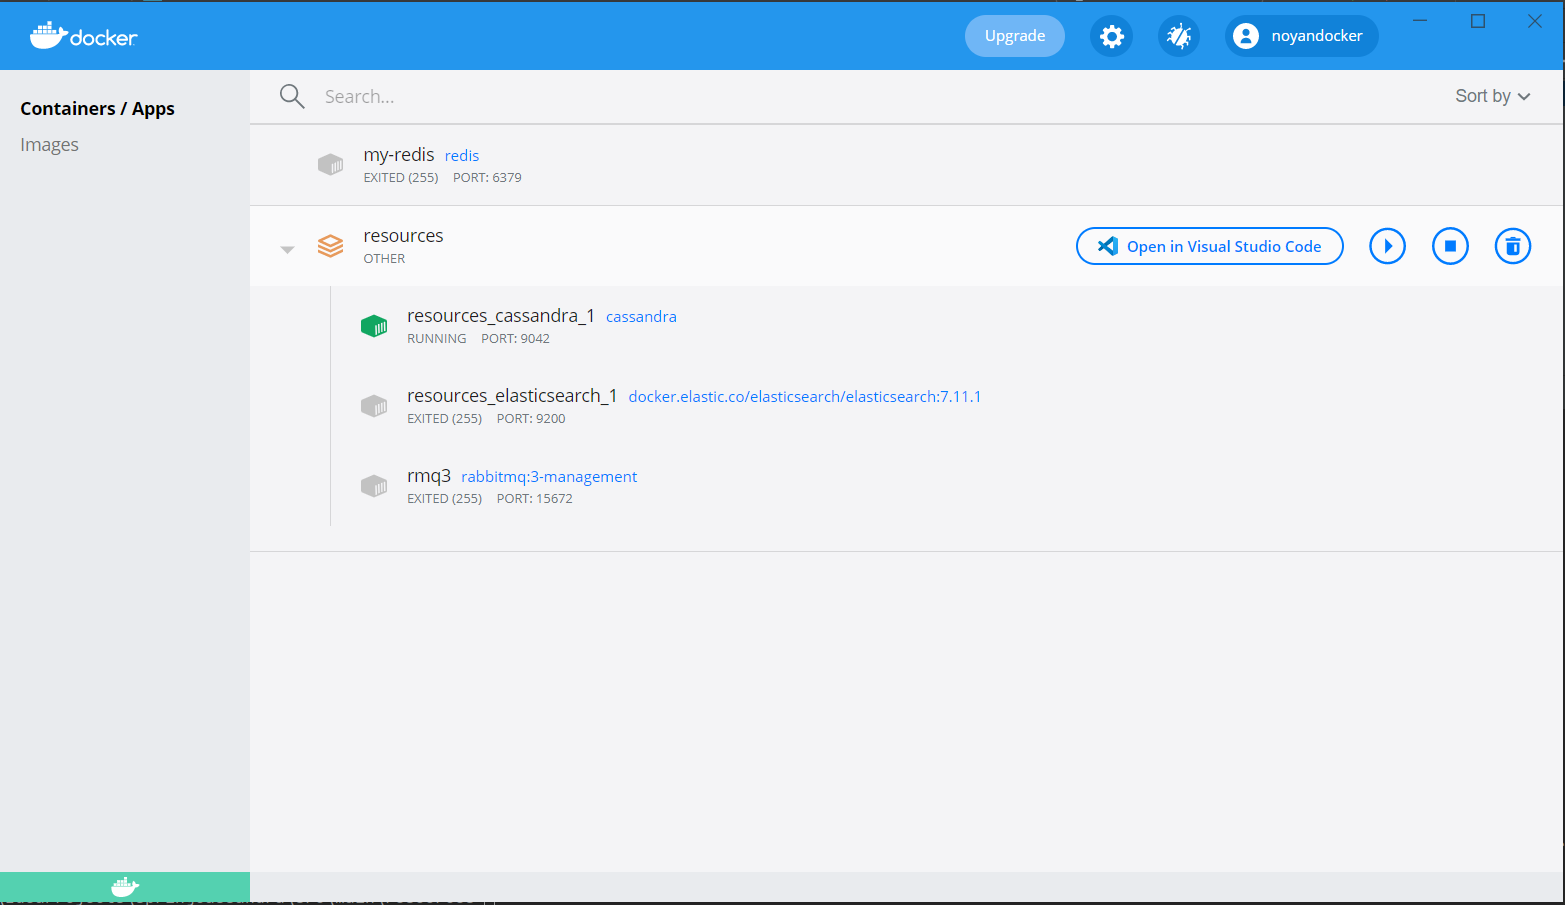 docker
Upgrade
noyandocker
Containers / Apps
Images
Search...
Sort by
my-redis redis
EXITED (255) PORT: 6379
resources
OTHER
Open in Visual Studio Code
resources_cassandra_1 cassandra
RUNNING PORT: 9042
resources_elasticsearch_1 docker.elastic.co/elasticsearch/elasticsearch:7.11.1
EXITED (255) PORT: 9200
rmq3 rabbitmq:3-management
EXITED (255) PORT: 15672